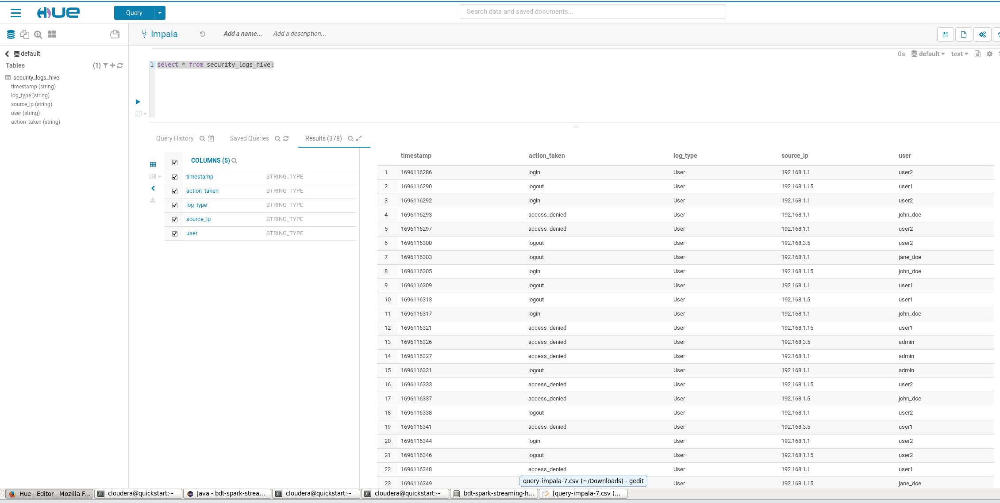 HUE
Query
Search data and saved documents...
Impala
Add a name...
Add a description...
default
Tables
(1)
security_logs_hive
timestamp (string)
log_type (string)
source_ip (string)
user (string)
action_taken (string)
0s
default
text
?
1
select * from security_logs_hive;
Query History
Saved Queries
Results (378)
COLUMNS (5)
timestamp STRING_TYPE
action_taken STRING_TYPE
log_type STRING_TYPE
source_ip STRING_TYPE
user STRING_TYPE
timestamp action_taken log_type source_ip user
1 1696116286 login User 192.168.1.1 user2
2 1696116290 logout User 192.168.1.15 user1
3 1696116292 login User 192.168.1.1 user2
4 1696116293 access_denied User 192.168.1.1 john_doe
5 1696116297 access_denied User 192.168.1.1 user2
6 1696116300 logout User 192.168.3.5 user2
7 1696116303 logout User 192.168.1.1 jane_doe
8 1696116305 login User 192.168.1.15 john_doe
9 1696116309 logout User 192.168.1.1 user1
10 1696116313 logout User 192.168.1.5 user1
11 1696116317 login User 192.168.1.1 john_doe
12 1696116321 access_denied User 192.168.1.15 user1
13 1696116326 access_denied User 192.168.3.5 admin
14 1696116327 access_denied User 192.168.1.1 admin
15 1696116331 logout User 192.168.1.1 admin
16 1696116333 access_denied User 192.168.1.15 user2
17 1696116337 access_denied User 192.168.1.5 john_doe
18 1696116338 logout User 192.168.1.1 user2
19 1696116341 access_denied User 192.168.3.5 user1
20 1696116344 login User 192.168.1.1 user2
21 1696116346 logout User 192.168.1.15 user2
22 1696116348 access_denied User 192.168.1.1 user1
23 1696116349 User 192.168.1.15 jane_doe
query-impala-7.csv (~/Downloads) - gedit
Hue - Editor - Mozilla F...
cloudera@quickstart:~
Java - bdt-spark-strea...
cloudera@quickstart:~
cloudera@quickstart:~
bdt-spark-streaming-h...
[query-impala-7.csv (...